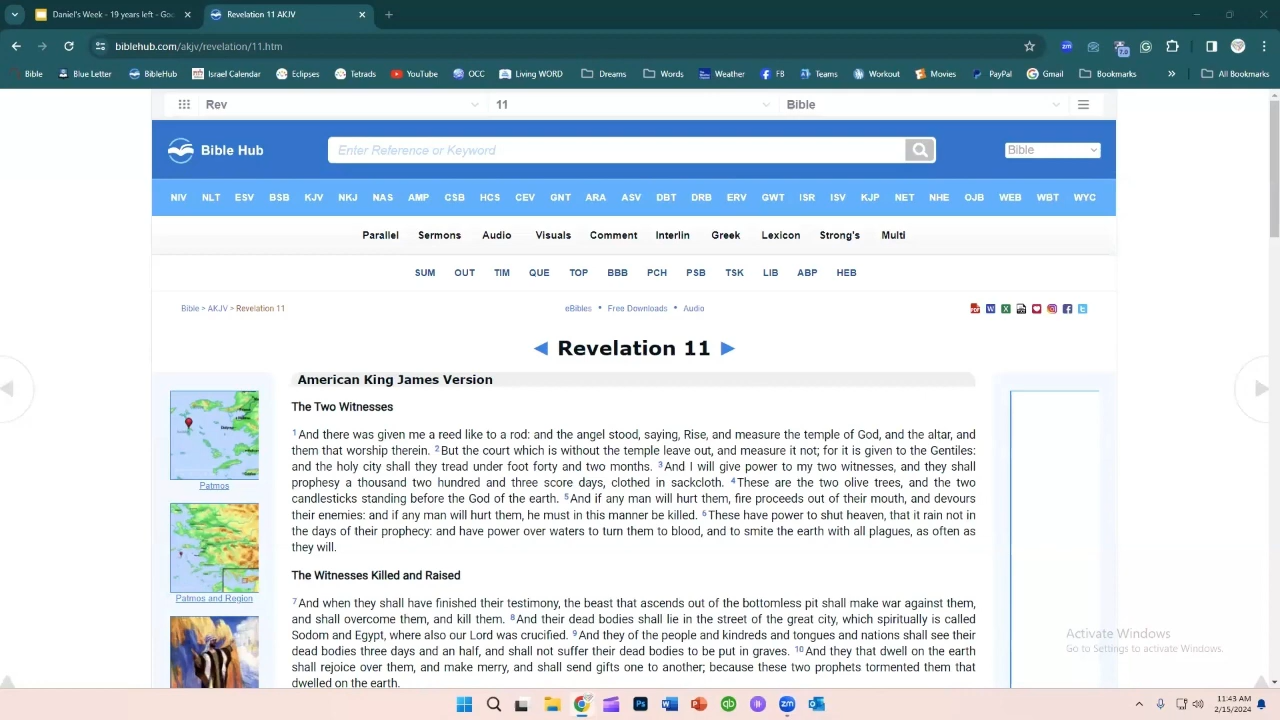 Daniel's Week - 19 years left - Goo
Revelation 11 AKJV
biblehub.com/akjv/revelation/11.htm
Bible Blue Letter BibleHub Israel Calendar Eclipses Tetrads YouTube OCC Living WORD Dreams Words Weather FB Teams Workout Movies PayPal Gmail Bookmarks » All Bookmarks
Rev 11 Bible
Bible Hub Enter Reference or Keyword Bible
NIV NLT ESV BSB KJV NKJ NAS AMP CSB HCS CEV GNT ARA ASV DBT DRB ERV GWT ISR ISV KJP NET NHE OJB WEB WBT WYC
Parallel Sermons Audio Visuals Comment Interlin Greek Lexicon Strong's Multi
SUM OUT TIM QUE TOP BBB PCH PSB TSK LIB ABP HEB
Bible > AKJV > Revelation 11 eBibles • Free Downloads • Audio
◄ Revelation 11 ►
American King James Version
The Two Witnesses
1And there was given me a reed like to a rod: and the angel stood, saying, Rise, and measure the temple of God, and the altar, and
them that worship therein. 2But the court which is without the temple leave out, and measure it not; for it is given to the Gentiles:
and the holy city shall they tread under foot forty and two months. 3And I will give power to my two witnesses, and they shall
prophesy a thousand two hundred and three score days, clothed in sackcloth. 4These are the two olive trees, and the two
candlesticks standing before the God of the earth. 5And if any man will hurt them, fire proceeds out of their mouth, and devours
their enemies: and if any man will hurt them, he must in this manner be killed. 6These have power to shut heaven, that it rain not in
the days of their prophecy: and have power over waters to turn them to blood, and to smite the earth with all plagues, as often as
they will.
The Witnesses Killed and Raised
7And when they shall have finished their testimony, the beast that ascends out of the bottomless pit shall make war against them,
and shall overcome them, and kill them. 8And their dead bodies shall lie in the street of the great city, which spiritually is called
Sodom and Egypt, where also our Lord was crucified. 9And they of the people and kindreds and tongues and nations shall see their
dead bodies three days and an half, and shall not suffer their dead bodies to be put in graves. 10And they that dwell on the earth
shall rejoice over them, and make merry, and shall send gifts one to another; because these two prophets tormented them that
dwelled on the earth.
Patmos
Patmos and Region
Activate Windows
Go to Settings to activate Windows.
11:43 AM
2/15/2024